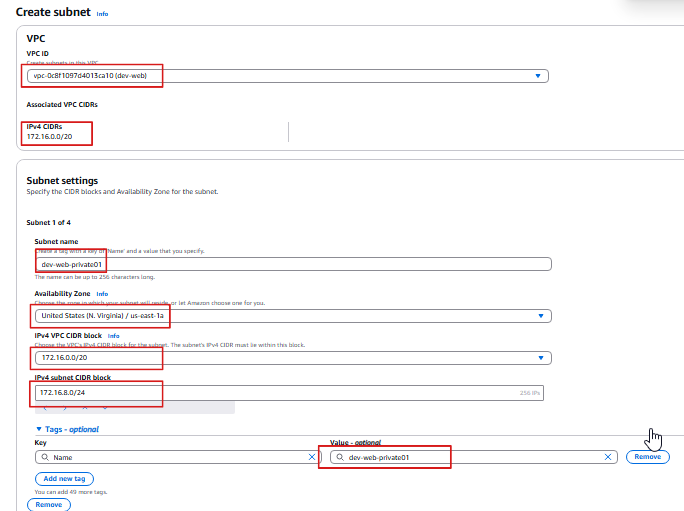 Create subnet Info
VPC
VPC ID
Create subnets in this VPC.
vpc-0c8f1097d4013ca10 (dev-web)
Associated VPC CIDRs
IPv4 CIDRs
172.16.0.0/20
Subnet settings
Specify the CIDR blocks and Availability Zone for the subnet.
Subnet 1 of 4
Subnet name
Create a tag with a key of 'Name' and a value that you specify.
dev-web-private01
The name can be up to 256 characters long.
Availability Zone Info
Choose the zone in which your subnet will reside, or let Amazon choose one for you.
United States (N. Virginia) / us-east-1a
IPv4 VPC CIDR block Info
Choose the VPC's IPv4 CIDR block for the subnet. The subnet's IPv4 CIDR must lie within this block.
172.16.0.0/20
IPv4 subnet CIDR block
172.16.8.0/24 256 IPs
Tags - optional
Key Value - optional
Name dev-web-private01 Remove
Add new tag
You can add 49 more tags.
Remove